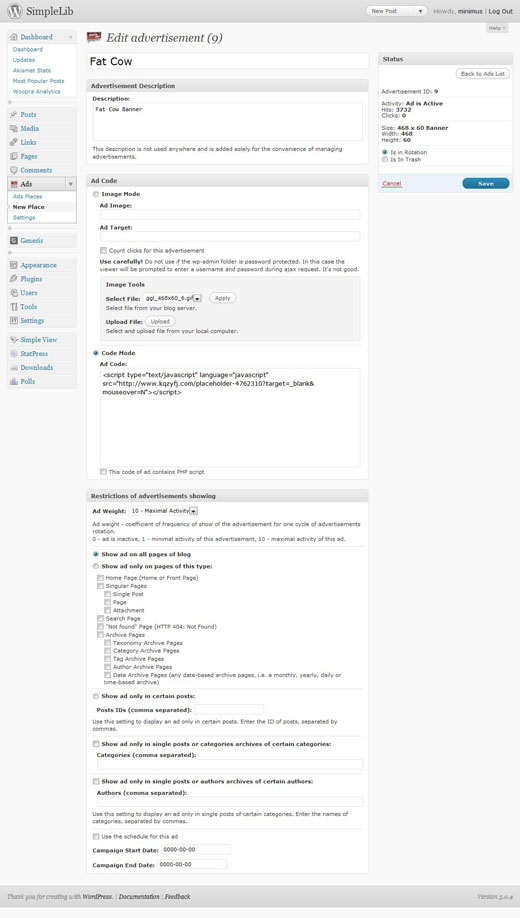 SimpleLib
New Post
Howdy, minimus | Log Out
Help
Dashboard
Dashboard
Updates
Akismet Stats
Most Popular Posts
Woopra Analytics
Posts
Media
Links
Pages
Comments
Ads
Ads Places
New Place
Settings
Genesis
Appearance
Plugins
Users
Tools
Settings
Simple View
StatPress
Downloads
Polls
Edit advertisement (9)
Fat Cow
Advertisement Description
Description:
Fat Cow Banner
This description is not used anywhere and is added solely for the convenience of managing
advertisements.
Ad Code
Image Mode
Ad Image:
Ad Target:
Count clicks for this advertisement
Use carefully! Do not use if the wp-admin folder is password protected. In this case the
viewer will be prompted to enter a username and password during ajax request. It's not good.
Image Tools
Select File: ggl_468x60_6.gif Apply
Select file from your blog server.
Upload File: Upload
Select and upload file from your local computer.
Code Mode
Ad Code:
<script type="text/javascript" language="javascript"
src="http://www.kqzyfj.com/placeholder-4762310?target=_blank&
mouseover=N"></script>
This code of ad contains PHP script
Restrictions of advertisements showing
Ad Weight: 10 - Maximal Activity
Ad weight - coefficient of frequency of show of the advertisement for one cycle of advertisements
rotation.
0 - ad is inactive, 1 - minimal activity of this advertisement, 10 - maximal activity of this ad.
Show ad on all pages of blog
Show ad only on pages of this type:
Home Page (Home or Front Page)
Singular Pages
Single Post
Page
Attachment
Search Page
"Not found" Page (HTTP 404: Not Found)
Archive Pages
Taxonomy Archive Pages
Category Archive Pages
Tag Archive Pages
Author Archive Pages
Date Archive Pages (any date-based archive pages, i.e. a monthly, yearly, daily or
time-based archive)
Show ad only in certain posts:
Posts IDs (comma separated):
Use this setting to display an ad only in certain posts. Enter the ID of posts, separated by
commas.
Show ad only in single posts or categories archives of certain categories:
Categories (comma separated):
Show ad only in single posts or authors archives of certain authors:
Authors (comma separated):
Use this setting to display an ad only in single posts of certain categories. Enter the names of
categories, separated by commas.
Use the schedule for this ad
Campaign Start Date: 0000-00-00
Campaign End Date: 0000-00-00
Status
Back to Ads List
Advertisement ID: 9
Activity: Ad is Active
Hits: 3732
Clicks: 0
Size: 468 x 60 Banner
Width: 468
Height: 60
Is in Rotation
Is In Trash
Cancel
Save
Thank you for creating with WordPress. | Documentation | Feedback
Version 3.0.4